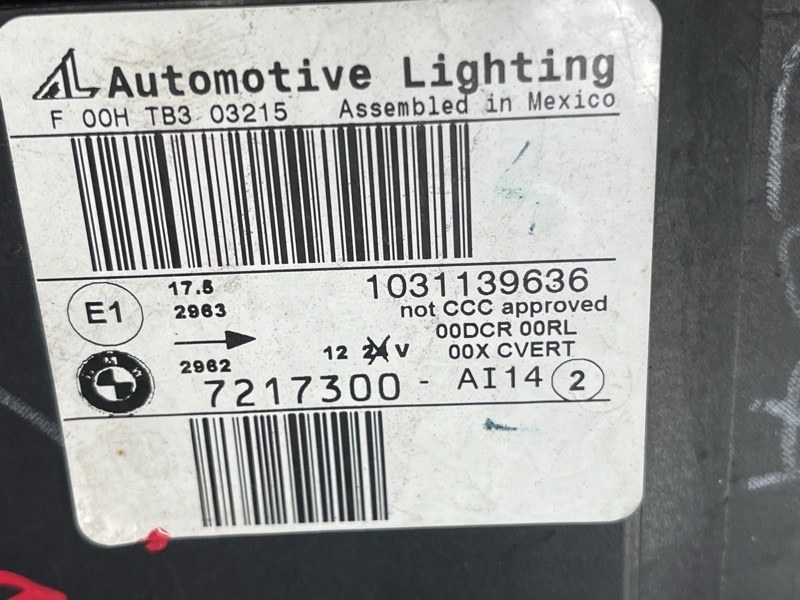 AL Automotive Lighting
F 00H TB3 03215 Assembled in Mexico
17.5 1031139636
E1 2963 not CCC approved
00DCR 00RL
12 24 V 00X CVERT
2962
7217300 - AI14 2